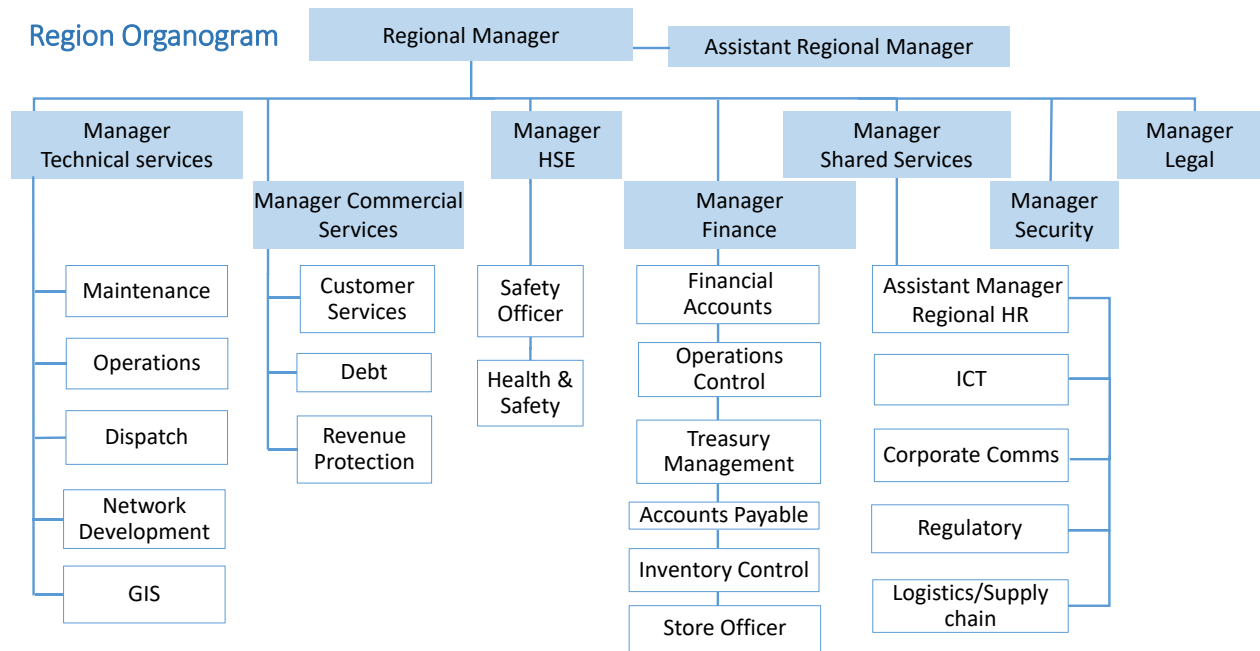 Region Organogram
Regional Manager
Assistant Regional Manager
Manager
Technical services
Manager Commercial
Services
Manager
HSE
Manager
Finance
Manager
Shared Services
Manager
Security
Manager
Legal
Maintenance
Operations
Dispatch
Network
Development
GIS
Customer
Services
Debt
Revenue
Protection
Safety
Officer
Health &
Safety
Financial
Accounts
Operations
Control
Treasury
Management
Accounts Payable
Inventory Control
Store Officer
Assistant Manager
Regional HR
ICT
Corporate Comms
Regulatory
Logistics/Supply
chain